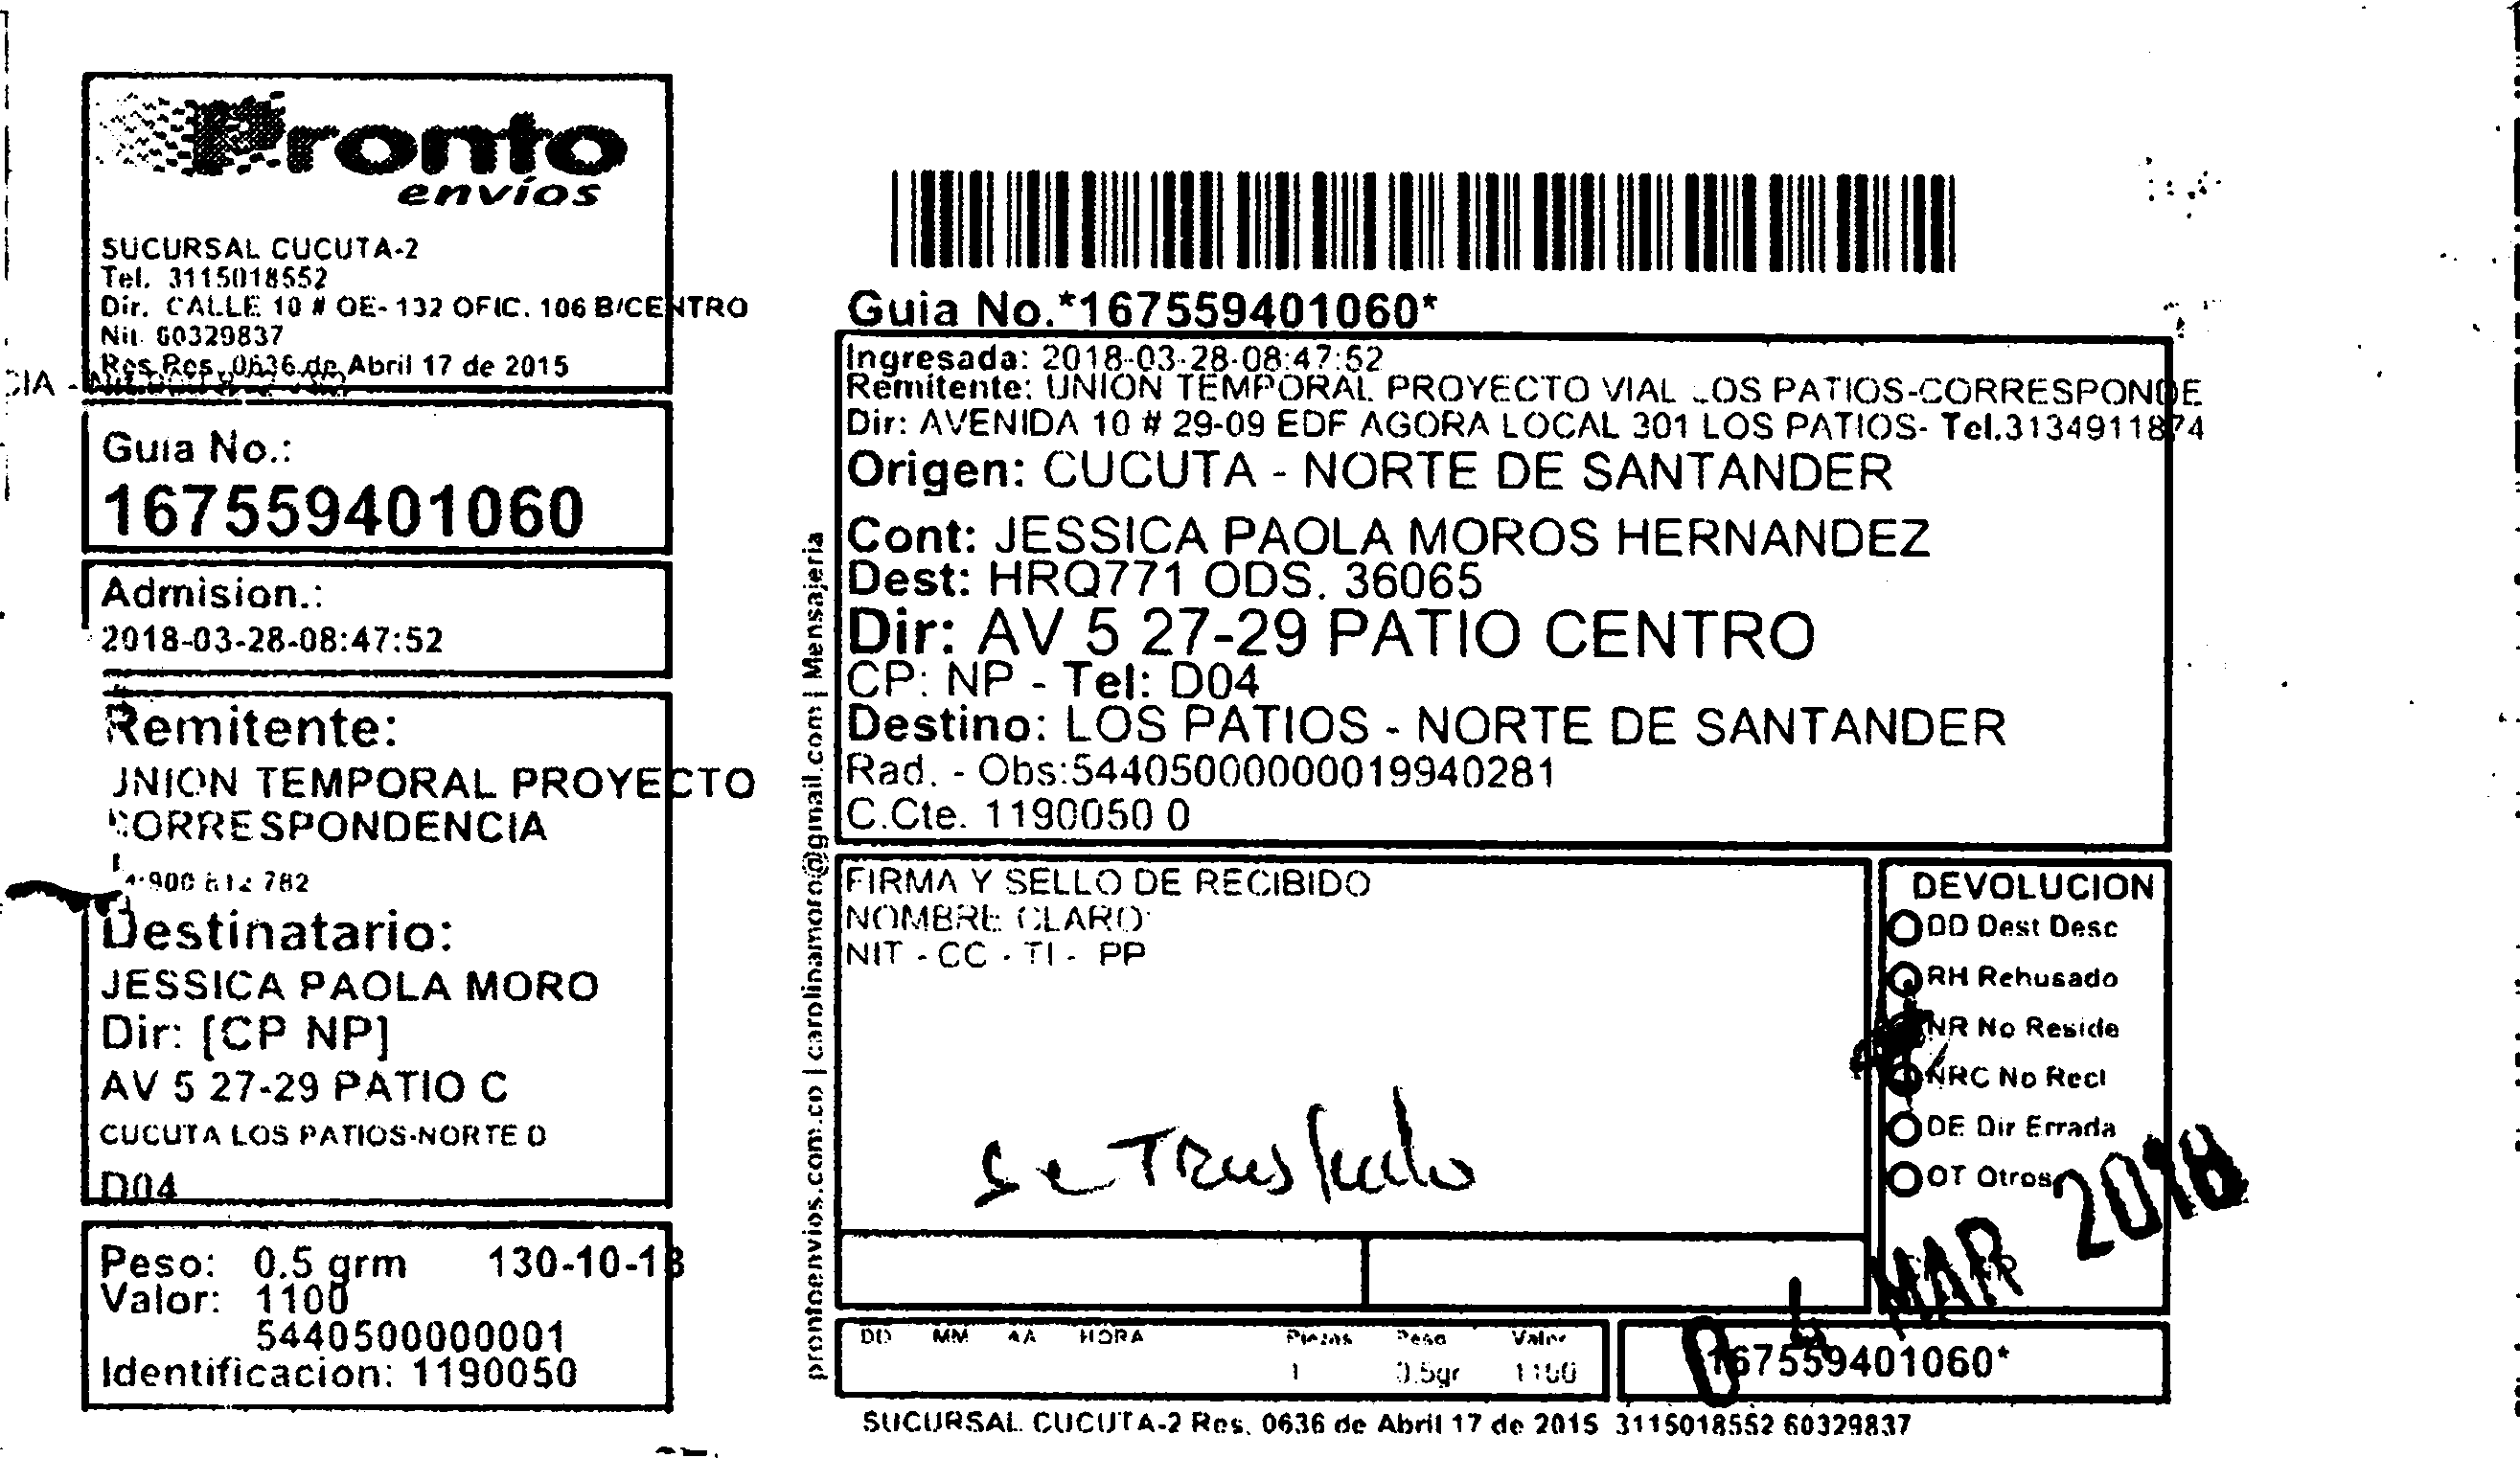 Pronto
envíos
SUCURSAL CUCUTA-2
Tel. 3115018552
Dir. CALLE 10 # OE-132 OFIC. 106 B/CENTRO
Nit. 60329837
Res.Res. 0636 de Abril 17 de 2015
CIA -
Guia No.:
167559401060
Admision.:
2018-03-28-08:47:52
Remitente:
UNION TEMPORAL PROYECTO
CORRESPONDENCIA
782
Destinatario:
JESSICA PAOLA MORO
Dir: [CP NP]
AV 5 27-29 PATIO C
CUCUTA LOS PATIOS-NORTE D
D04
Peso: 0.5 grm 130-10-18
Valor: 1100
5440500000001
Identificacion: 1190050
prontoenvios.com.co | carolinamoro@gmail.com | Mensajeria
Guia No.*167559401060*
Ingresada: 2018-03-28-08:47:52
Remitente: UNION TEMPORAL PROYECTO VIAL LOS PATIOS-CORRESPONDE
Dir: AVENIDA 10 # 29-09 EDF AGORA LOCAL 301 LOS PATIOS- Tel.3134911874
Origen: CUCUTA - NORTE DE SANTANDER
Cont: JESSICA PAOLA MOROS HERNANDEZ
Dest: HRQ771 ODS. 36065
Dir: AV 5 27-29 PATIO CENTRO
CP: NP - Tel: D04
Destino: LOS PATIOS - NORTE DE SANTANDER
Rad. - Obs:544050000000019940281
C.Cte. 1190050 0
FIRMA Y SELLO DE RECIBIDO
NOMBRE CLARO
NIT - CC - TI - PP
Se Traslado
DEVOLUCION
DD Dest Desc
RH Rehusado
NR No Reside
NRC No Recl
DE Dir Errada
OT Otros
MAR 2018
DD MM AA HORA Piezas Peso Valor
1 0.5gr 1100
167559401060*
SUCURSAL CUCUTA-2 Res. 0636 de Abril 17 de 2015 3115018552 60329837